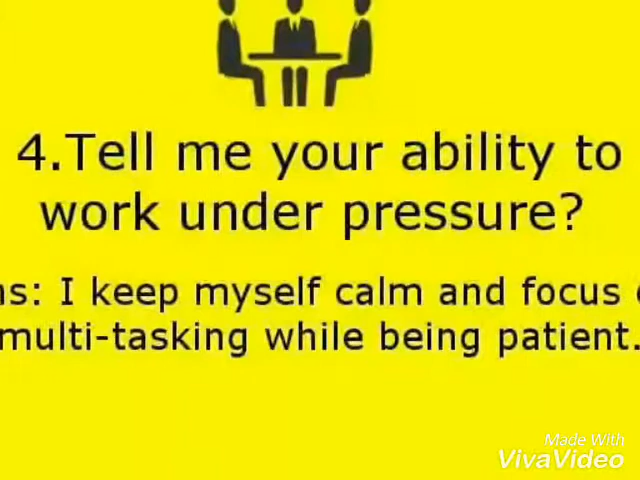 4.Tell me your ability to
work under pressure?
ns: I keep myself calm and focus
multi-tasking while being patient.
Made With
VivaVideo